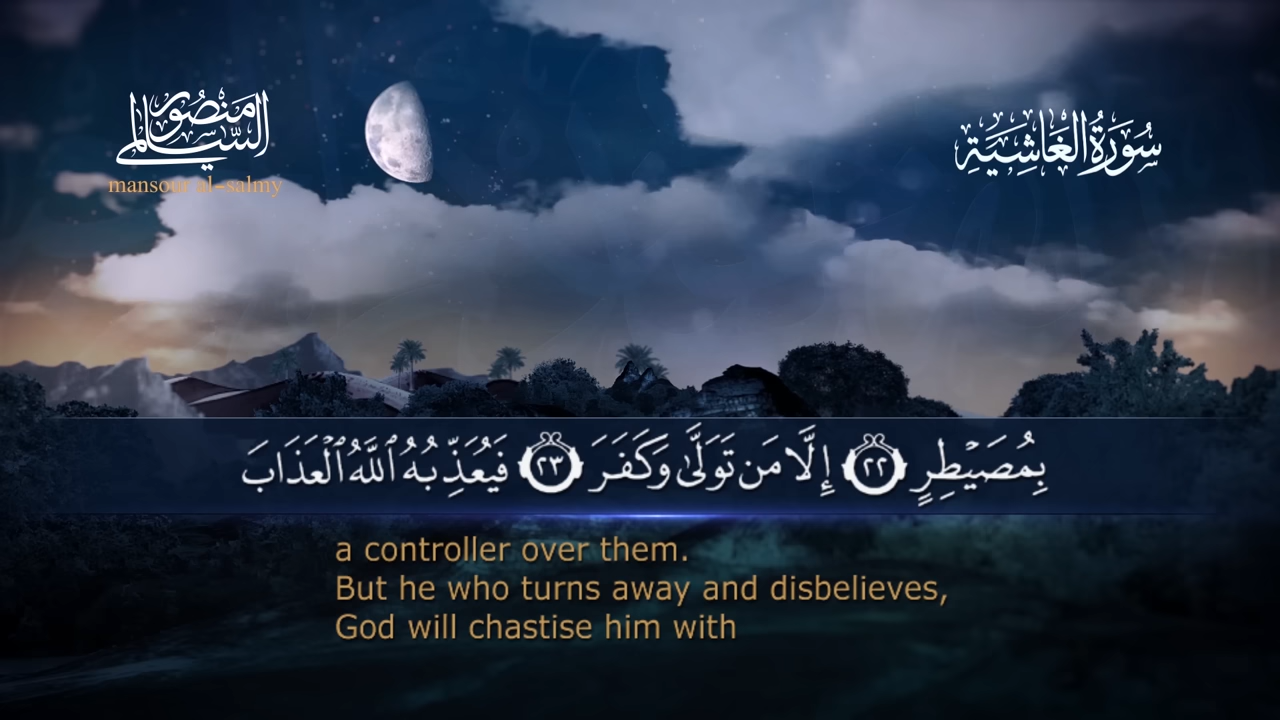 منصور السالمي
mansour al-salmy
سُورَةُ الْغَاشِيَةِ
بِمُصَيْطِرٍ ٢٢ إِلَّا مَن تَوَلَّىٰ وَكَفَرَ ٢٣ فَيُعَذِّبُهُ ٱللَّهُ ٱلْعَذَابَ
a controller over them.
But he who turns away and disbelieves,
God will chastise him with